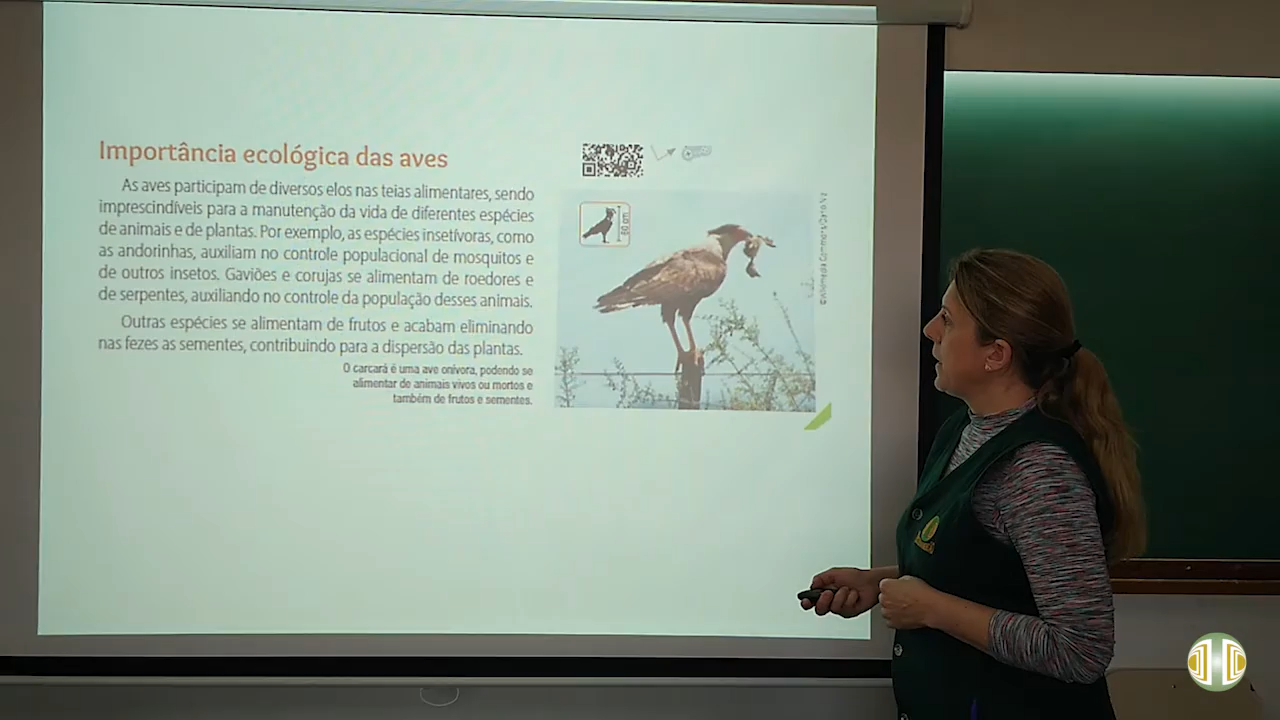 Importância ecológica das aves
As aves participam de diversos elos nas teias alimentares, sendo
imprescindíveis para a manutenção da vida de diferentes espécies
de animais e de plantas. Por exemplo, as espécies insetívoras, como
as andorinhas, auxiliam no controle populacional de mosquitos e
de outros insetos. Gaviões e corujas se alimentam de roedores e
de serpentes, auxiliando no controle da população desses animais.
Outras espécies se alimentam de frutos e acabam eliminando
nas fezes as sementes, contribuindo para a dispersão das plantas.
O carcará é uma ave onívora, podendo se
alimentar de animais vivos ou mortos e
também de frutos e sementes.
60 cm